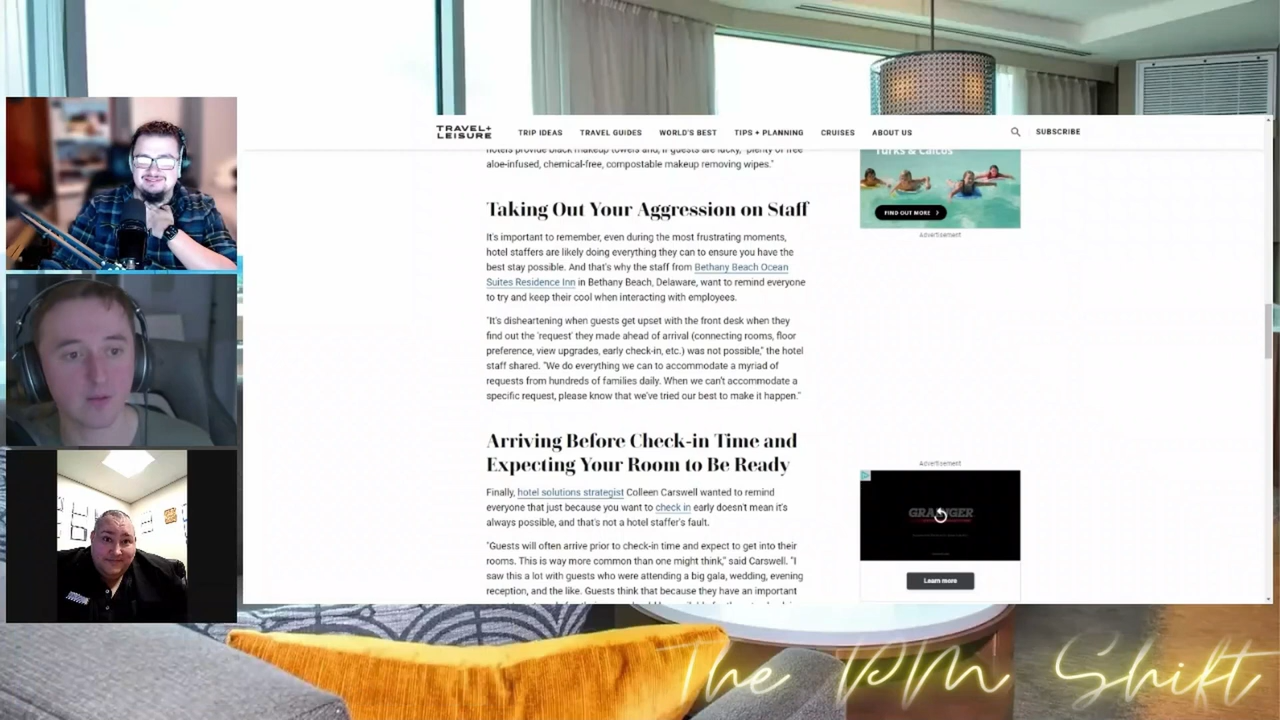 TRAVEL+
LEISURE
TRIP IDEAS
TRAVEL GUIDES
WORLD'S BEST
TIPS + PLANNING
CRUISES
ABOUT US
SUBSCRIBE
hotels provide black makeup towels and, if guests are lucky, "plenty of free
aloe-infused, chemical-free, compostable makeup removing wipes."
Turks & Caicos
FIND OUT MORE
Advertisement
Taking Out Your Aggression on Staff
It's important to remember, even during the most frustrating moments,
hotel staffers are likely doing everything they can to ensure you have the
best stay possible. And that's why the staff from Bethany Beach Ocean
Suites Residence Inn in Bethany Beach, Delaware, want to remind everyone
to try and keep their cool when interacting with employees.
"It's disheartening when guests get upset with the front desk when they
find out the 'request' they made ahead of arrival (connecting rooms, floor
preference, view upgrades, early check-in, etc.) was not possible," the hotel
staff shared. "We do everything we can to accommodate a myriad of
requests from hundreds of families daily. When we can't accommodate a
specific request, please know that we've tried our best to make it happen."
Arriving Before Check-in Time and
Expecting Your Room to Be Ready
Finally, hotel solutions strategist Colleen Carswell wanted to remind
everyone that just because you want to check in early doesn't mean it's
always possible, and that's not a hotel staffer's fault.
"Guests will often arrive prior to check-in time and expect to get into their
rooms. This is way more common than one might think," said Carswell. "I
saw this a lot with guests who were attending a big gala, wedding, evening
reception, and the like. Guests think that because they have an important
Advertisement
GRAINGER
Learn more
The PM Shift